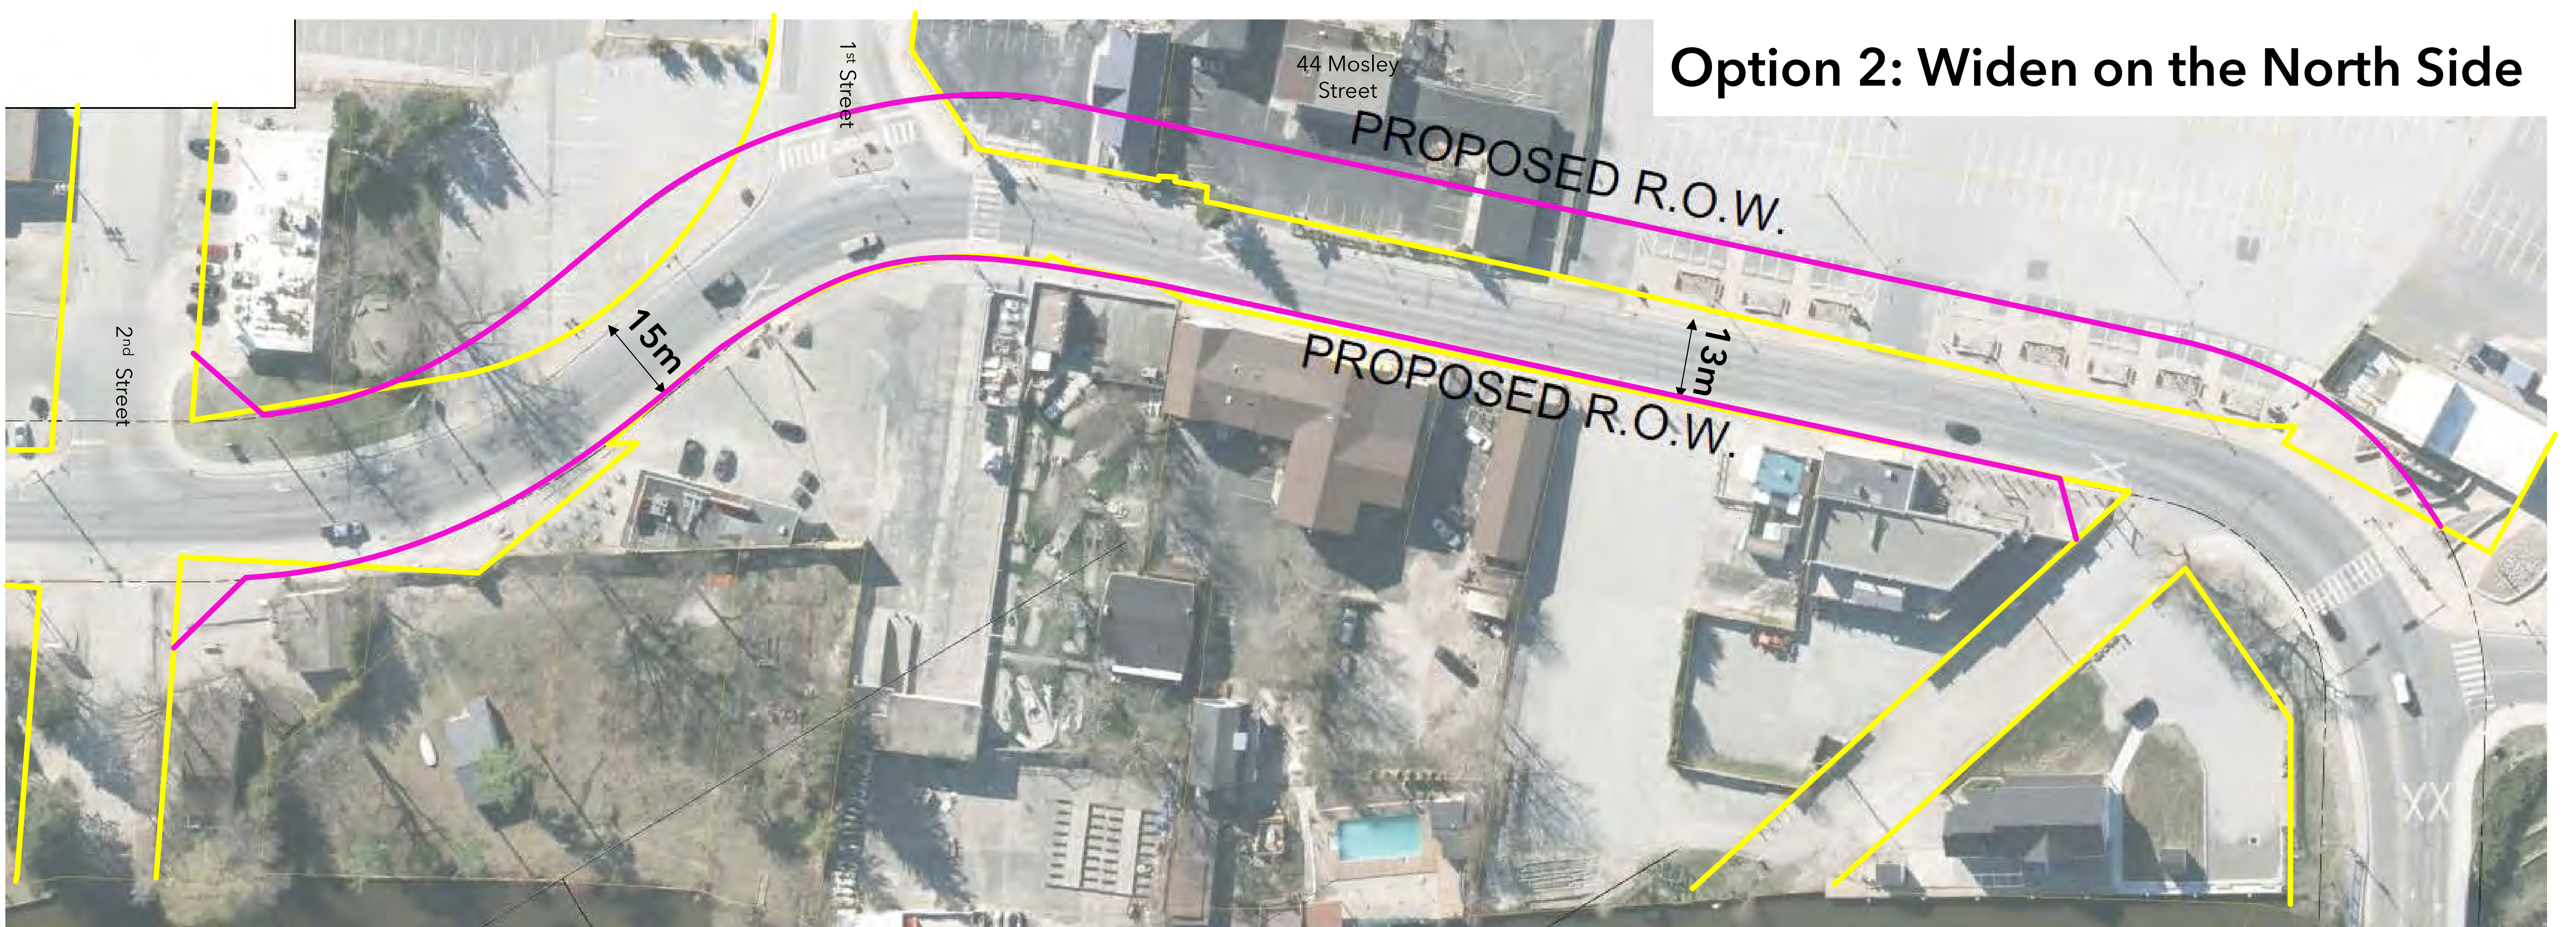 Option 2: Widen on the North Side
1st Street
44 Mosley
Street
PROPOSED R.O.W.
15m
13m
PROPOSED R.O.W.
2nd Street